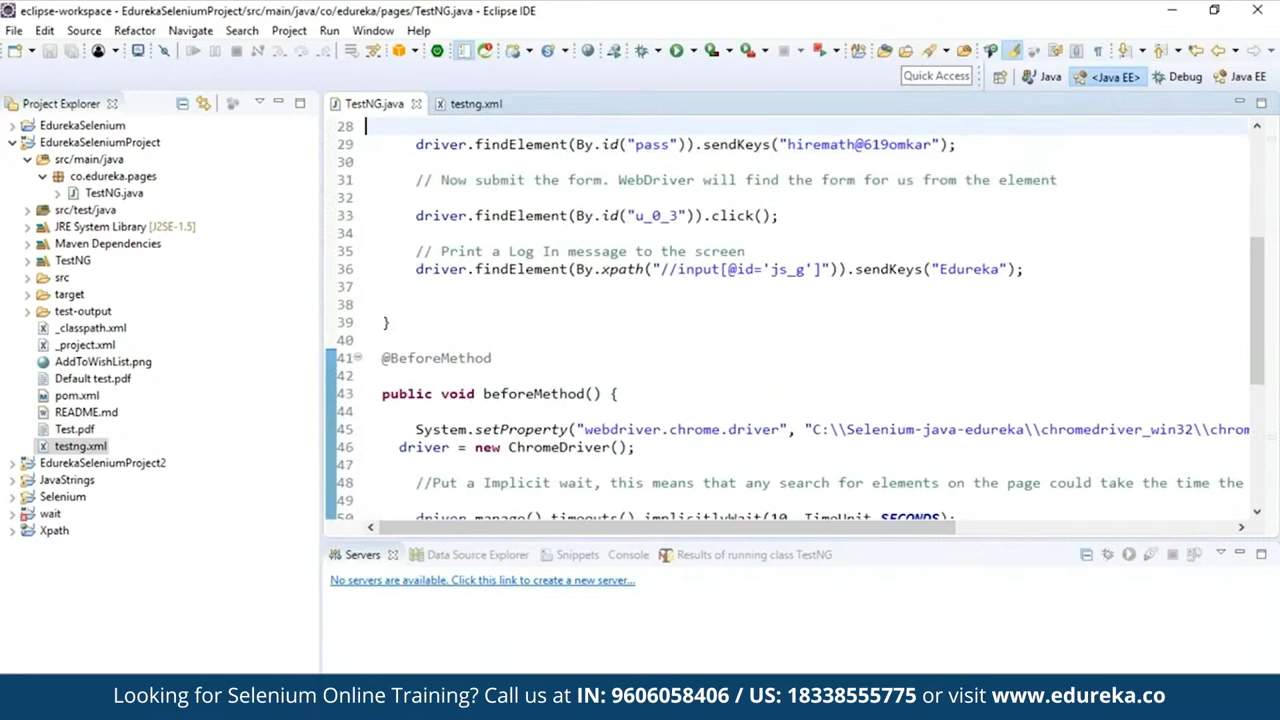 eclipse-workspace - EdurekaSeleniumProject/src/main/java/co/edureka/pages/TestNG.java - Eclipse IDE
File Edit Source Refactor Navigate Search Project Run Window Help
Quick Access Java <Java EE> Debug Java EE
Project Explorer
EdurekaSelenium
EdurekaSeleniumProject
src/main/java
co.edureka.pages
TestNG.java
src/test/java
JRE System Library [J2SE-1.5]
Maven Dependencies
TestNG
src
target
test-output
_classpath.xml
_project.xml
AddToWishList.png
Default test.pdf
pom.xml
README.md
Test.pdf
testng.xml
EdurekaSeleniumProject2
JavaStrings
Selenium
wait
Xpath
TestNG.java testng.xml
28
29 driver.findElement(By.id("pass")).sendKeys("hiremath@619omkar");
30
31 // Now submit the form. WebDriver will find the form for us from the element
32
33 driver.findElement(By.id("u_0_3")).click();
34
35 // Print a Log In message to the screen
36 driver.findElement(By.xpath("//input[@id='js_g']")).sendKeys("Edureka");
37
38
39 }
40
41 @BeforeMethod
42
43 public void beforeMethod() {
44
45 System.setProperty("webdriver.chrome.driver", "C:\\Selenium-java-edureka\\chromedriver_win32\\chrom
46 driver = new ChromeDriver();
47
48 //Put a Implicit wait, this means that any search for elements on the page could take the time the
49
50 driver.manage().timeouts().implicitlyWait(10, TimeUnit.SECONDS);
Servers Data Source Explorer Snippets Console Results of running class TestNG
No servers are available. Click this link to create a new server...
Looking for Selenium Online Training? Call us at IN: 9606058406 / US: 18338555775 or visit www.edureka.co